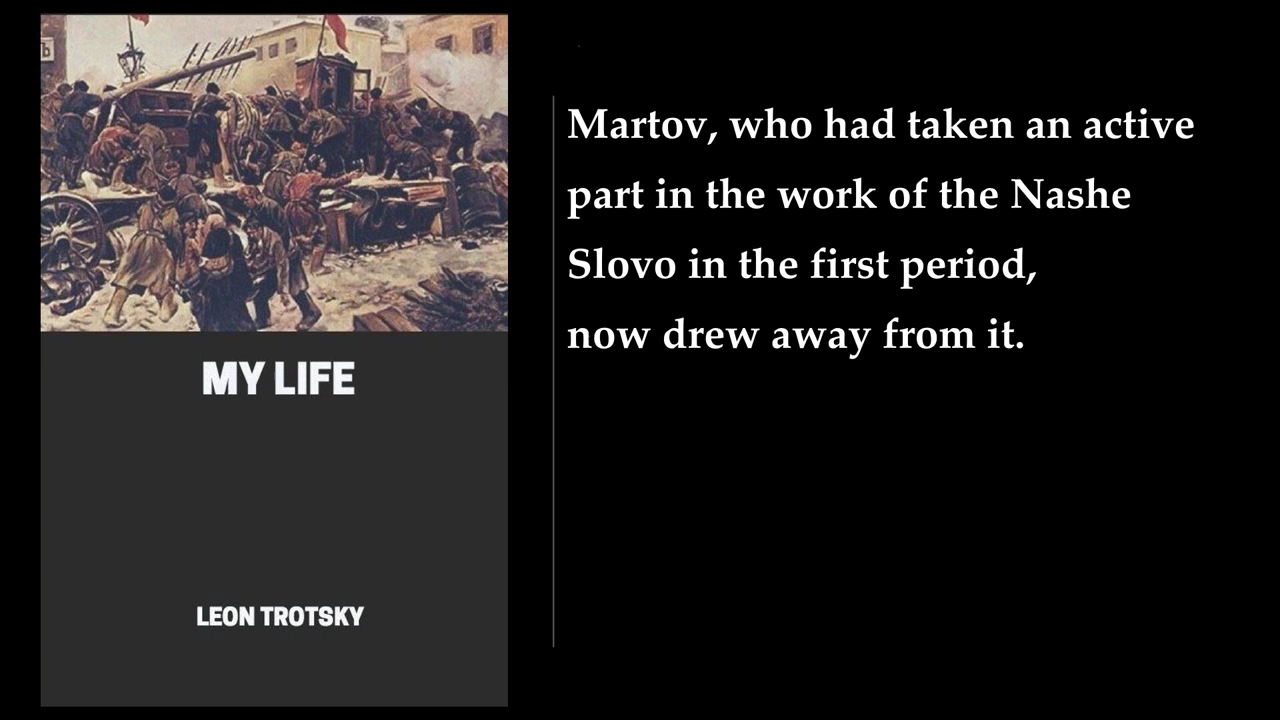 MY LIFE
LEON TROTSKY
Martov, who had taken an active
part in the work of the Nashe
Slovo in the first period,
now drew away from it.